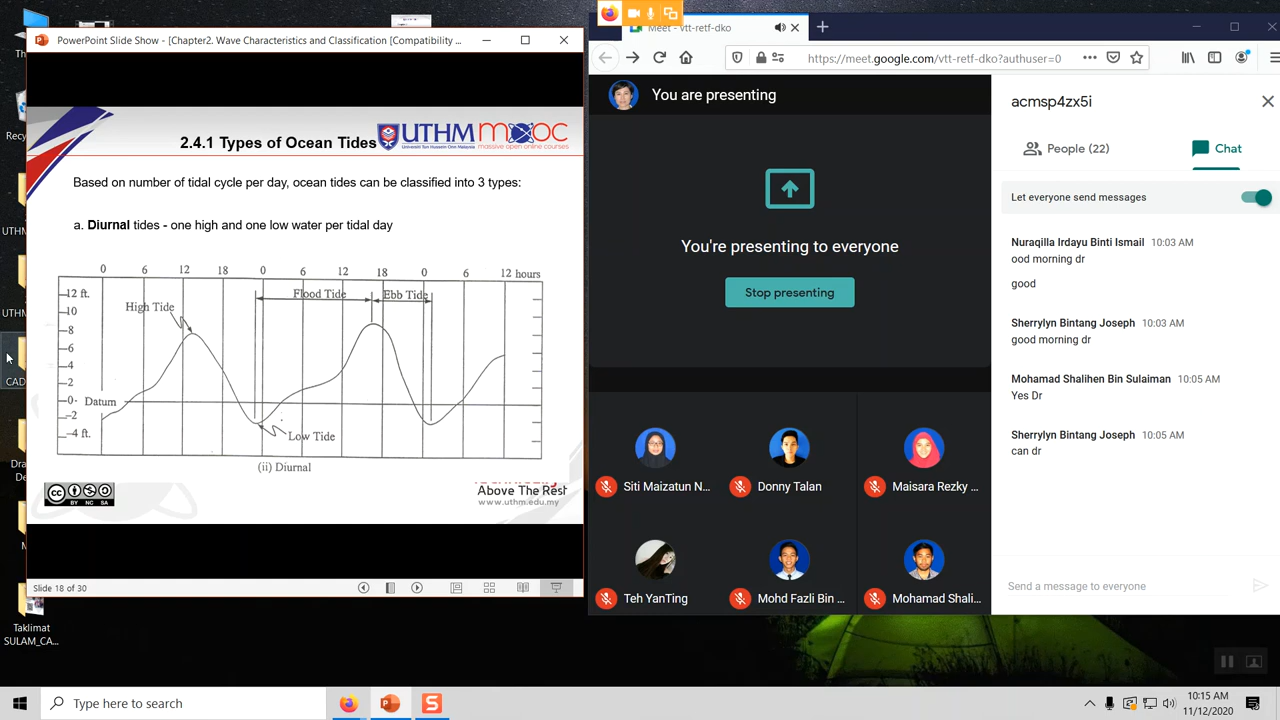 PowerPoint Slide Show - [Chapter2. Wave Characteristics and Classification [Compatibility ...
2.4.1 Types of Ocean Tides
UTHM
Universiti Tun Hussein Onn Malaysia
mooc
massive open online courses
Based on number of tidal cycle per day, ocean tides can be classified into 3 types:
a. Diurnal tides - one high and one low water per tidal day
0 6 12 18 0 6 12 18 0 6 12 hours
12 ft.
10
8
6
4
2
0- Datum
-2
-4 ft.
High Tide
Flood Tide
Ebb Tide
Low Tide
(ii) Diurnal
cc
BY NC SA
Above The Rest
www.uthm.edu.my
Slide 18 of 30
Taklimat
SULAM_CA...
Meet - vtt-retf-dko
https://meet.google.com/vtt-retf-dko?authuser=0
You are presenting
You're presenting to everyone
Stop presenting
Siti Maizatun N...
Donny Talan
Maisara Rezky ...
Teh YanTing
Mohd Fazli Bin ...
Mohamad Shali...
acmsp4zx5i
People (22)
Chat
Let everyone send messages
Nuraqilla Irdayu Binti Ismail 10:03 AM
ood morning dr
good
Sherrylyn Bintang Joseph 10:03 AM
good morning dr
Mohamad Shalihen Bin Sulaiman 10:05 AM
Yes Dr
Sherrylyn Bintang Joseph 10:05 AM
can dr
Send a message to everyone
Type here to search
10:15 AM
11/12/2020